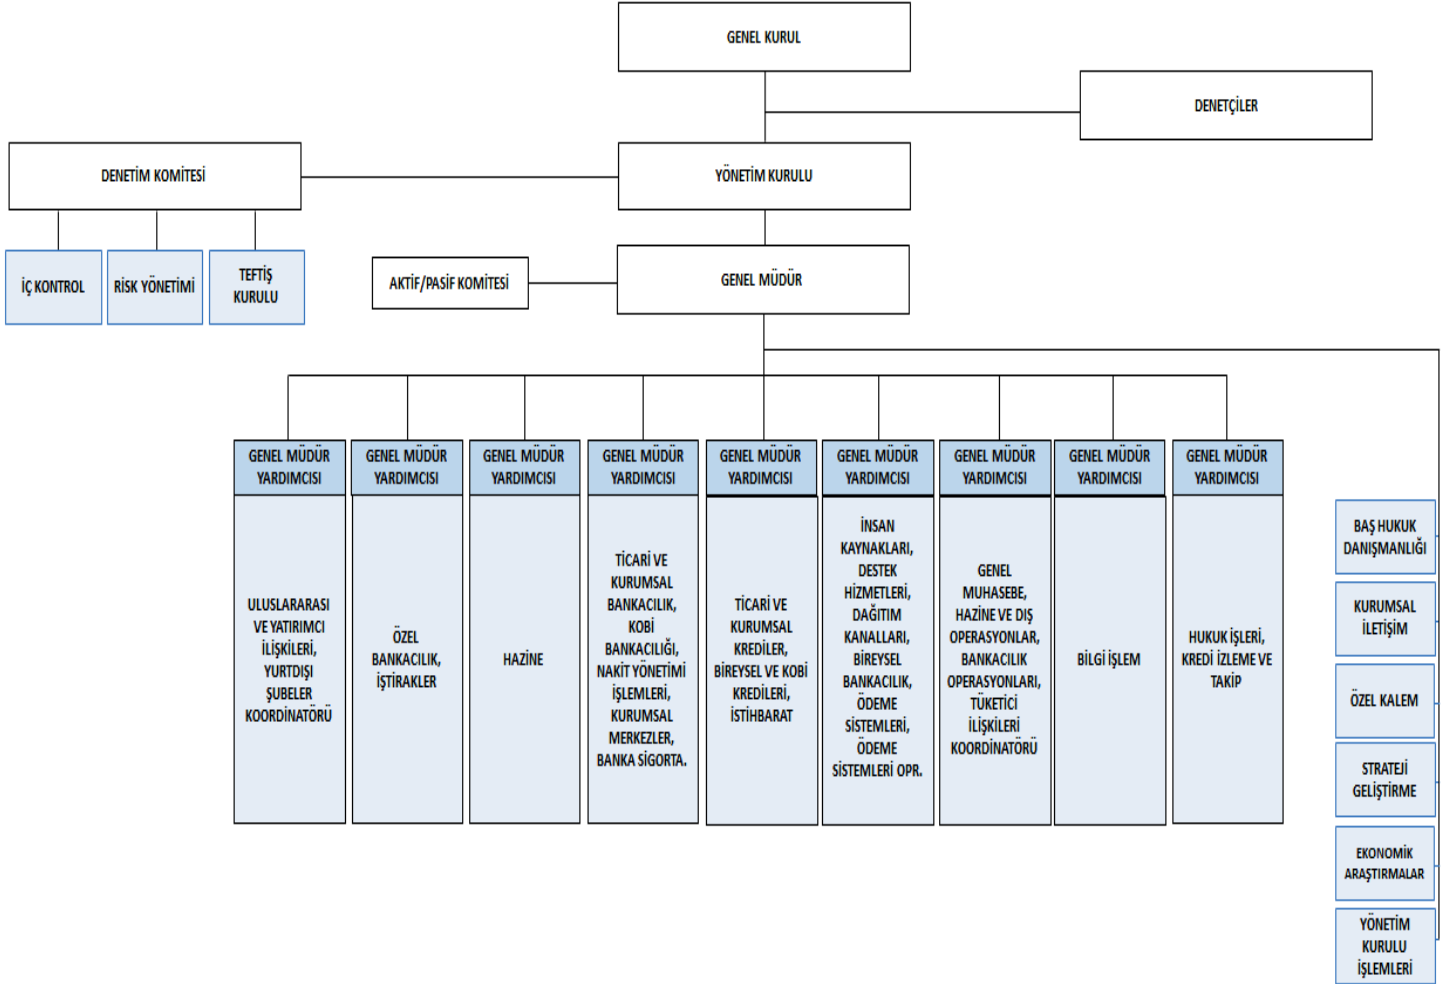 GENEL KURUL
DENETÇİLER
DENETİM KOMİTESİ
YÖNETİM KURULU
İÇ KONTROL
RİSK YÖNETİMİ
TEFTİŞ
KURULU
AKTİF/PASİF KOMİTESİ
GENEL MÜDÜR
GENEL MÜDÜR
YARDIMCISI
ULUSLARARASI
VE YATIRIMCI
İLİŞKİLERİ,
YURTDIŞI
ŞUBELER
KOORDİNATÖRÜ
GENEL MÜDÜR
YARDIMCISI
ÖZEL
BANKACILIK,
İŞTİRAKLER
GENEL MÜDÜR
YARDIMCISI
HAZİNE
GENEL MÜDÜR
YARDIMCISI
TİCARİ VE
KURUMSAL
BANKACILIK,
KOBİ
BANKACILIĞI,
NAKİT YÖNETİMİ
İŞLEMLERİ,
KURUMSAL
MERKEZLER,
BANKA SİGORTA.
GENEL MÜDÜR
YARDIMCISI
TİCARİ VE
KURUMSAL
KREDİLER,
BİREYSEL VE KOBİ
KREDİLERİ,
İSTİHBARAT
GENEL MÜDÜR
YARDIMCISI
İNSAN
KAYNAKLARI,
DESTEK
HİZMETLERİ,
DAĞITIM
KANALLARI,
BİREYSEL
BANKACILIK,
ÖDEME
SİSTEMLERİ,
ÖDEME
SİSTEMLERİ OPR.
GENEL MÜDÜR
YARDIMCISI
GENEL
MUHASEBE,
HAZİNE VE DIŞ
OPERASYONLAR,
BANKACILIK
OPERASYONLARI,
TÜKETİCİ
İLİŞKİLERİ
KOORDİNATÖRÜ
GENEL MÜDÜR
YARDIMCISI
BİLGİ İŞLEM
GENEL MÜDÜR
YARDIMCISI
HUKUK İŞLERİ,
KREDİ İZLEME VE
TAKİP
BAŞ HUKUK
DANIŞMANLIĞI
KURUMSAL
İLETİŞİM
ÖZEL KALEM
STRATEJİ
GELİŞTİRME
EKONOMİK
ARAŞTIRMALAR
YÖNETİM
KURULU
İŞLEMLERİ